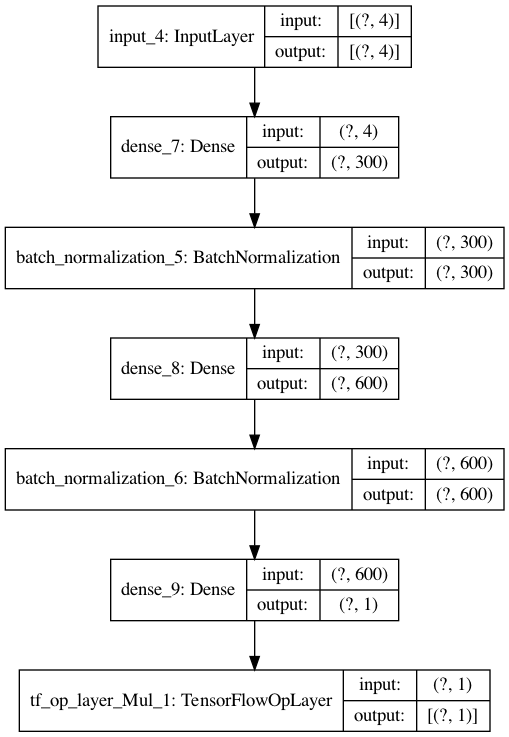 input_4: InputLayer
input: [(?, 4)]
output: [(?, 4)]
dense_7: Dense
input: (?, 4)
output: (?, 300)
batch_normalization_5: BatchNormalization
input: (?, 300)
output: (?, 300)
dense_8: Dense
input: (?, 300)
output: (?, 600)
batch_normalization_6: BatchNormalization
input: (?, 600)
output: (?, 600)
dense_9: Dense
input: (?, 600)
output: (?, 1)
tf_op_layer_Mul_1: TensorFlowOpLayer
input: (?, 1)
output: [(?, 1)]